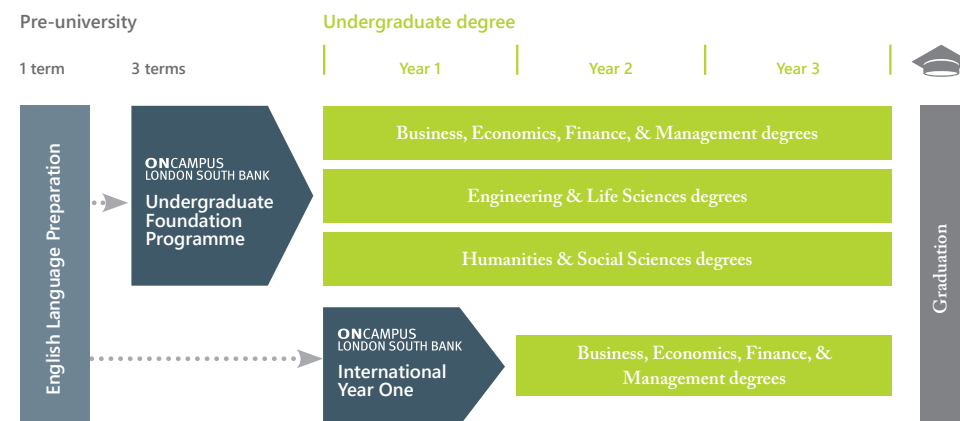 Pre-university
Undergraduate degree
1 term
3 terms
Year 1
Year 2
Year 3
English Language Preparation
ONCAMPUS
LONDON SOUTH BANK
Undergraduate
Foundation
Programme
Business, Economics, Finance, & Management degrees
Engineering & Life Sciences degrees
Humanities & Social Sciences degrees
ONCAMPUS
LONDON SOUTH BANK
International
Year One
Business, Economics, Finance, &
Management degrees
Graduation